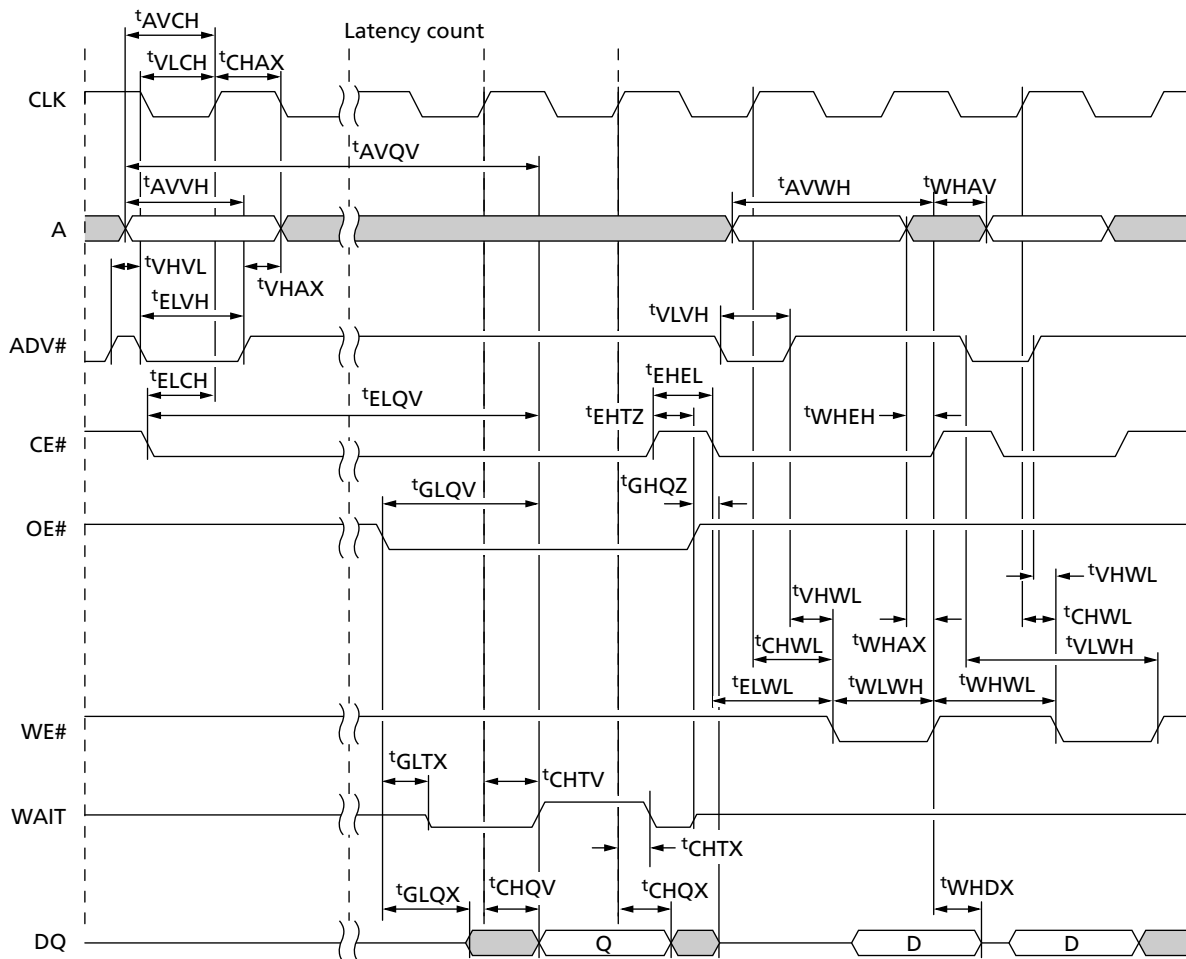 tAVCH
Latency count
tVLCH tCHAX
CLK
tAVQV
tAVVH
tAVWH tWHAV
A
tVHVL
tVHAX
tELVH
tVLVH
ADV#
tELCH
tEHEL
tELQV
tEHTZ
tWHEH
CE#
tGLQV
tGHQZ
OE#
tVHWL
tVHWL
tCHWL
tCHWL
tWHAX
tVLWH
tELWL tWLWH tWHWL
WE#
tGLTX
tCHTV
WAIT
tCHTX
tGLQX tCHQV tCHQX tWHDX
DQ
Q D D